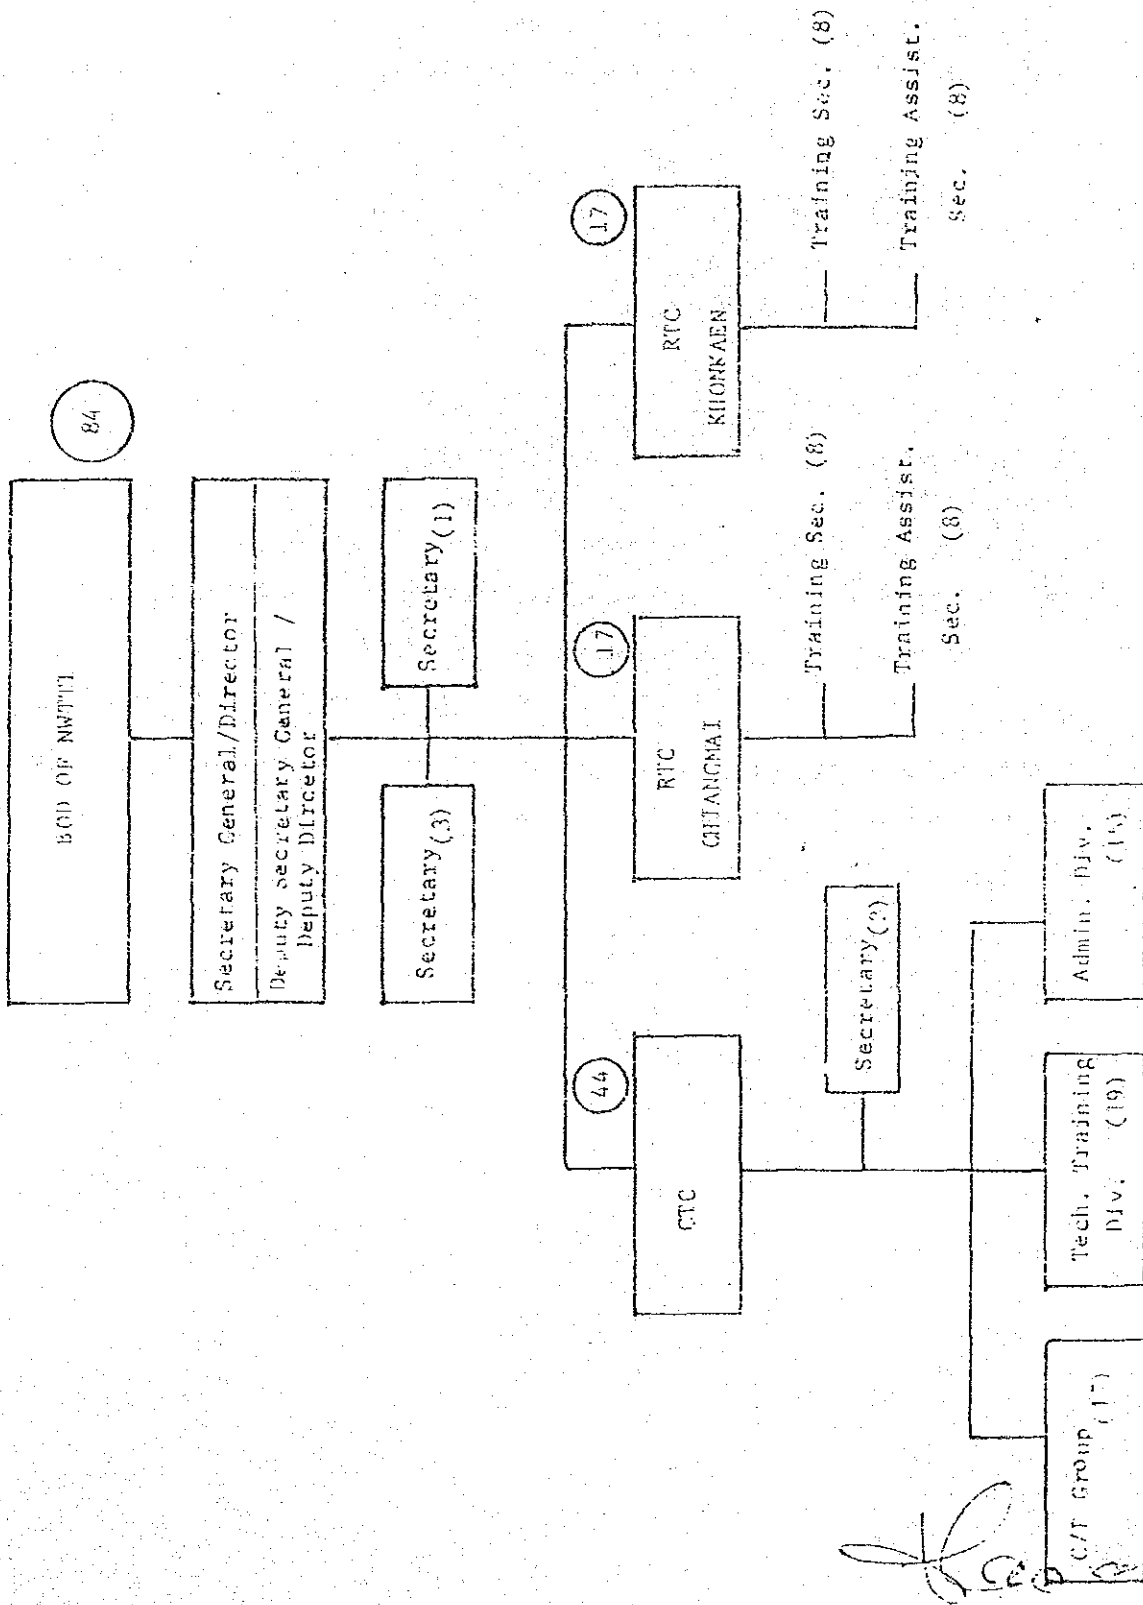 BOD OF NWTTI
84
Secretary General/Director
Deputy Secretary General /
Deputy Dircetor
Secretary(3)
Secretary(1)
44
CTC
17
RTC
CHIANGMAI
17
RTC
KHONKAEN
Secretary(2)
Training Sec. (8)
Training Assist.
Sec. (8)
Training Sec. (8)
Training Assist.
Sec. (8)
C/T Group
Tech. Training
Div. (19)
Admin. Div.